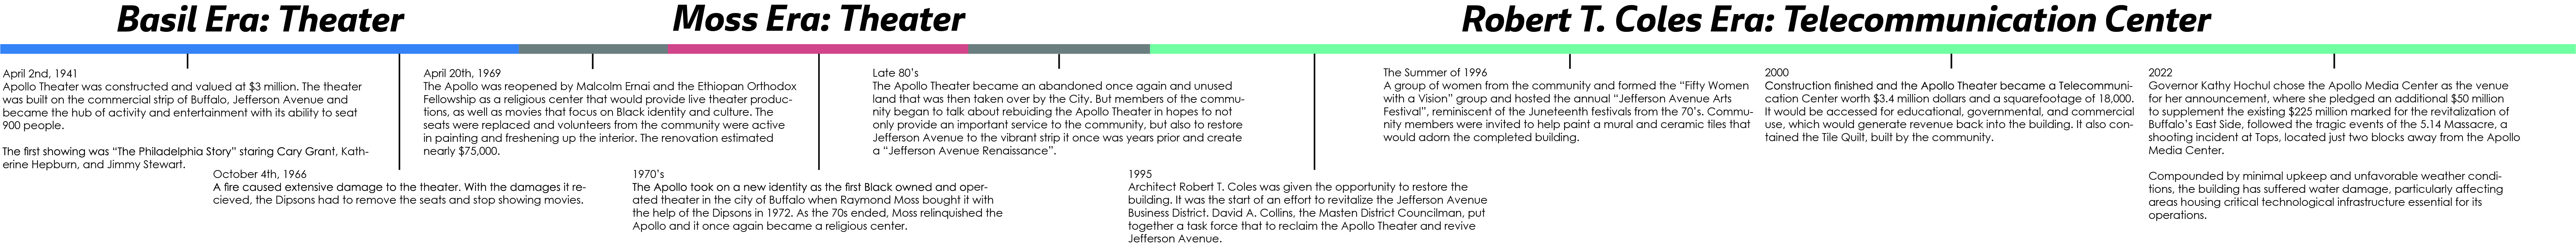 Basil Era: Theater
Moss Era: Theater
Robert T. Coles Era: Telecommunication Center
April 2nd, 1941
Apollo Theater was constructed and valued at $3 million. The theater
was built on the commercial strip of Buffalo, Jefferson Avenue and
became the hub of activity and entertainment with its ability to seat
900 people.
The first showing was “The Philadelphia Story” staring Cary Grant, Kath-
erine Hepburn, and Jimmy Stewart.
October 4th, 1966
A fire caused extensive damage to the theater. With the damages it re-
cieved, the Dipsons had to remove the seats and stop showing movies.
April 20th, 1969
The Apollo was reopened by Malcolm Ernai and the Ethiopan Orthodox
Fellowship as a religious center that would provide live theater produc-
tions, as well as movies that focus on Black identity and culture. The
seats were replaced and volunteers from the community were active
in painting and freshening up the interior. The renovation estimated
nearly $75,000.
1970’s
The Apollo took on a new identity as the first Black owned and oper-
ated theater in the city of Buffalo when Raymond Moss bought it with
the help of the Dipsons in 1972. As the 70s ended, Moss relinquished the
Apollo and it once again became a religious center.
Late 80’s
The Apollo Theater became an abandoned once again and unused
land that was then taken over by the City. But members of the commu-
nity began to talk about rebuiding the Apollo Theater in hopes to not
only provide an important service to the community, but also to restore
Jefferson Avenue to the vibrant strip it once was years prior and create
a “Jefferson Avenue Renaissance”.
1995
Architect Robert T. Coles was given the opportunity to restore the
building. It was the start of an effort to revitalize the Jefferson Avenue
Business District. David A. Collins, the Masten District Councilman, put
together a task force that to reclaim the Apollo Theater and revive
Jefferson Avenue.
The Summer of 1996
A group of women from the community and formed the “Fifty Women
with a Vision” group and hosted the annual “Jefferson Avenue Arts
Festival”, reminiscent of the Juneteenth festivals from the 70’s. Commu-
nity members were invited to help paint a mural and ceramic tiles that
would adorn the completed building.
2000
Construction finished and the Apollo Theater became a Telecommuni-
cation Center worth $3.4 million dollars and a squarefootage of 18,000.
It would be accessed for educational, governmental, and commercial
use, which would generate revenue back into the building. It also con-
tained the Tile Quilt, built by the community.
2022
Governor Kathy Hochul chose the Apollo Media Center as the venue
for her announcement, where she pledged an additional $50 million
to supplement the existing $225 million marked for the revitalization of
Buffalo’s East Side, followed the tragic events of the 5.14 Massacre, a
shooting incident at Tops, located just two blocks away from the Apollo
Media Center.
Compounded by minimal upkeep and unfavorable weather condi-
tions, the building has suffered water damage, particularly affecting
areas housing critical technological infrastructure essential for its
operations.